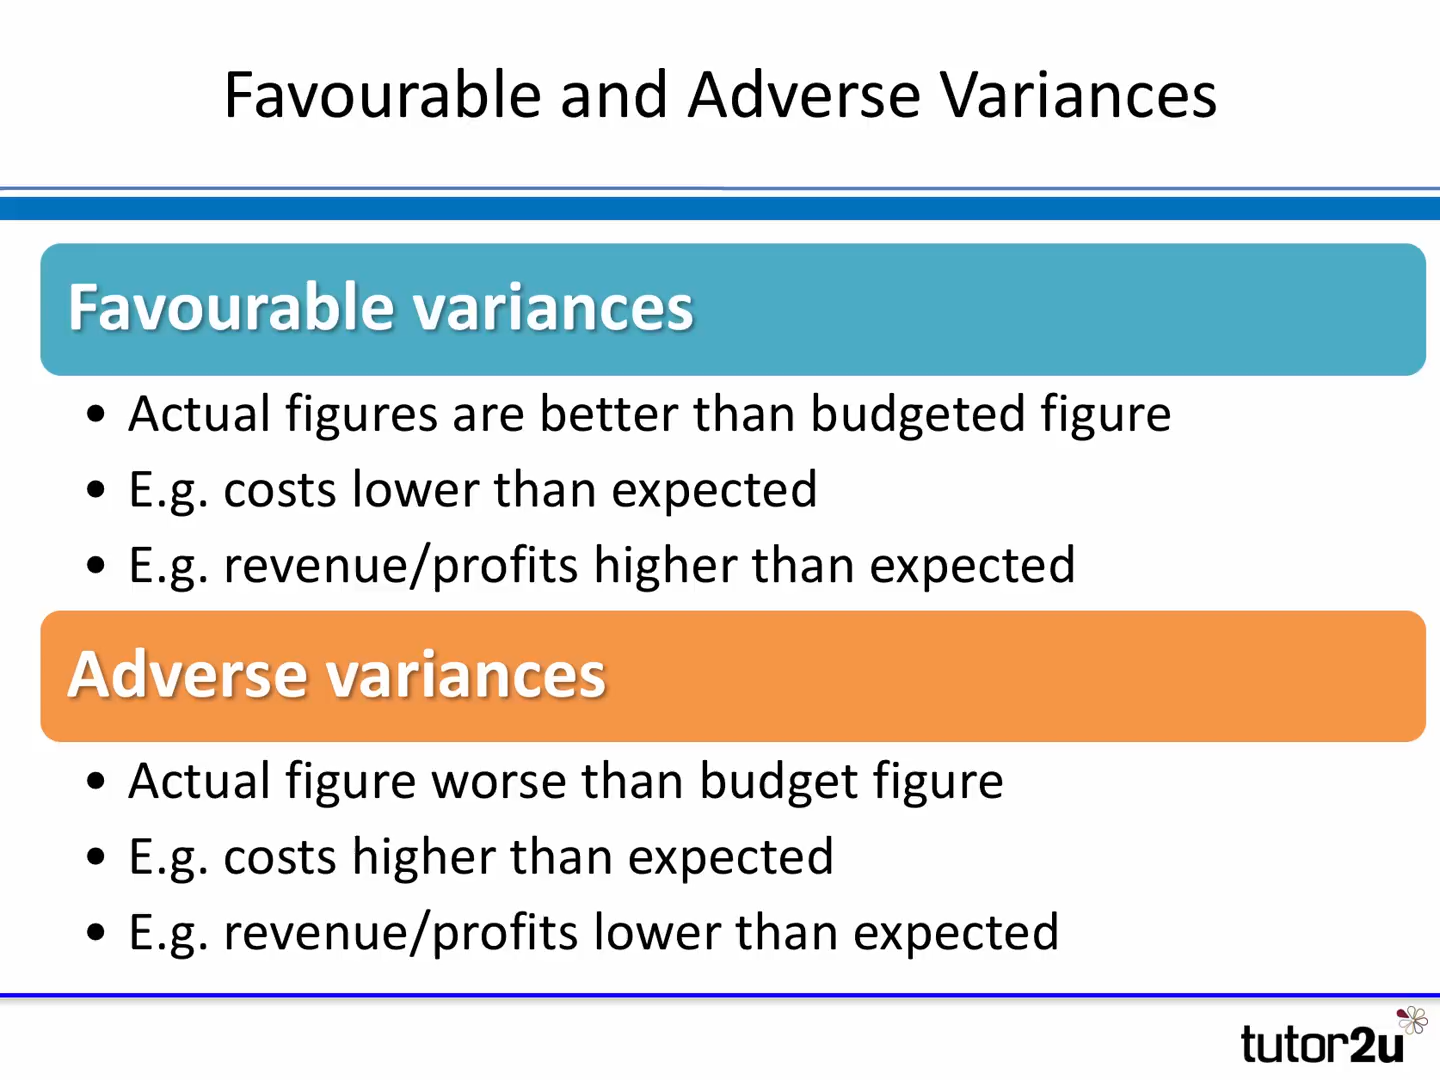 Favourable and Adverse Variances
Favourable variances
• Actual figures are better than budgeted figure
• E.g. costs lower than expected
• E.g. revenue/profits higher than expected
Adverse variances
• Actual figure worse than budget figure
• E.g. costs higher than expected
• E.g. revenue/profits lower than expected
tutor2u